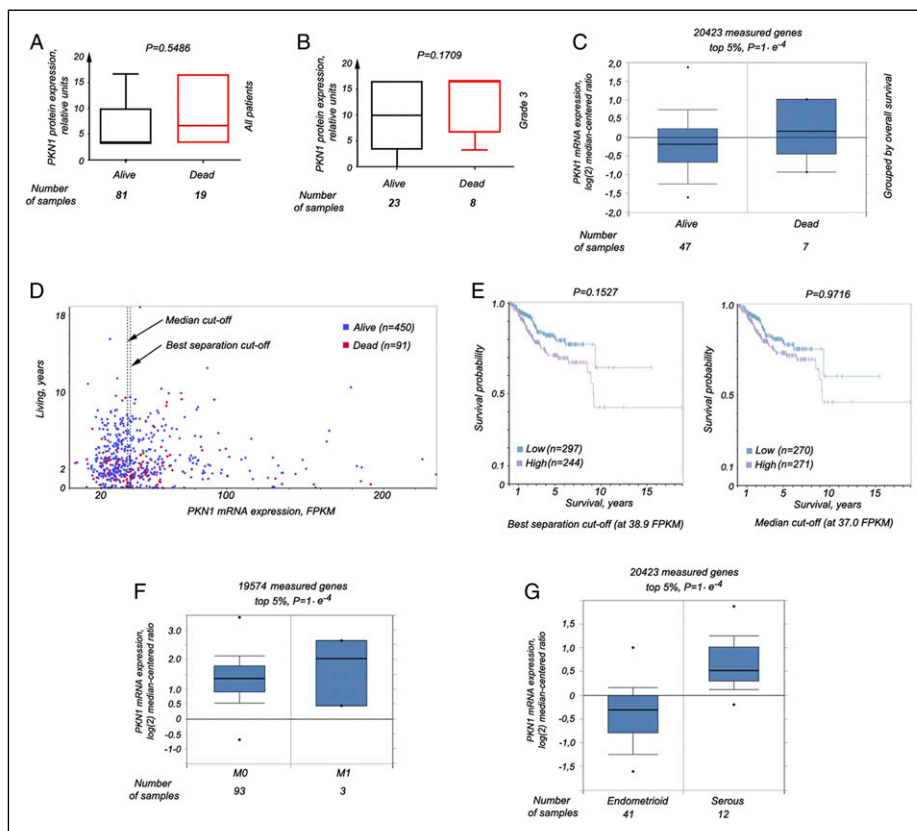 A
P=0.5486
PKN1 protein expression,
relative units
20
15
10
5
0
All patients
Alive
Dead
Number
of samples
81
19
B
P=0.1709
PKN1 protein expression,
relative units
20
15
10
5
0
Grade 3
Alive
Dead
Number
of samples
23
8
C
20423 measured genes
top 5%, P=1· e-4
PKN1 mRNA expression,
log(2) median-centered ratio
2,0
1,5
1,0
0.5
0
-0.5
-1,0
-1,5
-2,0
Grouped by overall survival
Alive
Dead
Number
of samples
47
7
D
Living, years
18
10
2
0
Median cut-off
Best separation cut-off
Alive (n=450)
Dead (n=91)
20
100
200
PKN1 mRNA expression, FPKM
E
P=0.1527
Survival probability
1.0
0.5
0.1
Low (n=297)
High (n=244)
1
5
10
15
Survival, years
Best separation cut-off (at 38.9 FPKM)
P=0.9716
Survival probability
1.0
0.5
0.1
Low (n=270)
High (n=271)
1
5
10
15
Survival, years
Median cut-off (at 37.0 FPKM)
F
19574 measured genes
top 5%, P=1· e-4
PKN1 mRNA expression,
log(2) median-centered ratio
3.0
2.0
1.0
0
-1-0
M0
M1
Number
of samples
93
3
G
20423 measured genes
top 5%, P=1· e-4
PKN1 mRNA expression,
log(2) median-centered ratio
2,0
1,5
1,0
0,5
0
-0,5
-1,0
-1,5
Endometrioid
Serous
Number
of samples
41
12